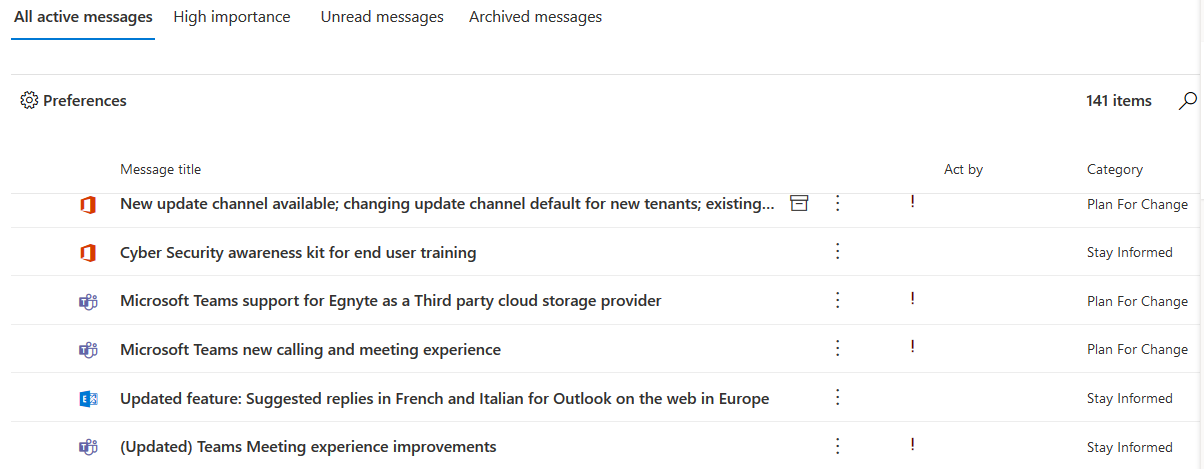 All active messages High importance Unread messages Archived messages
Preferences 141 items
Message title Act by Category
New update channel available; changing update channel default for new tenants; existing... ! Plan For Change
Cyber Security awareness kit for end user training Stay Informed
Microsoft Teams support for Egnyte as a Third party cloud storage provider ! Plan For Change
Microsoft Teams new calling and meeting experience ! Plan For Change
Updated feature: Suggested replies in French and Italian for Outlook on the web in Europe Stay Informed
(Updated) Teams Meeting experience improvements ! Stay Informed